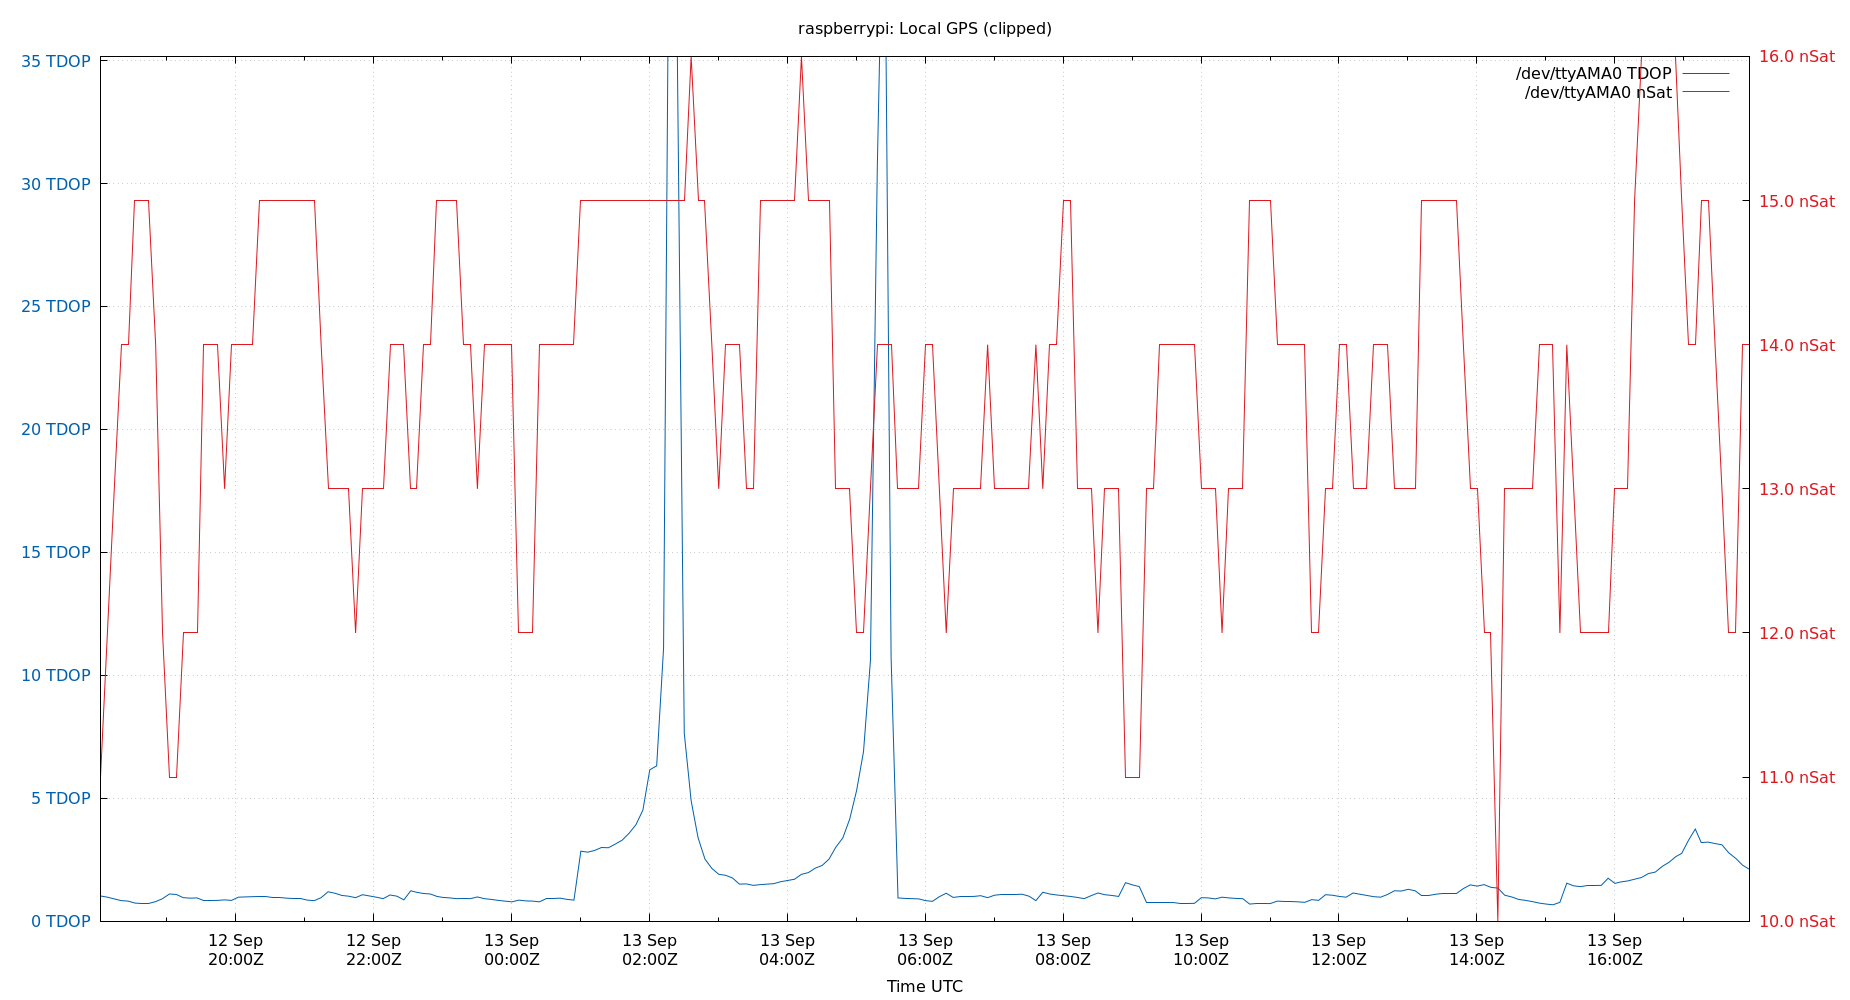 raspberrypi: Local GPS (clipped)
35 TDOP
30 TDOP
25 TDOP
20 TDOP
15 TDOP
10 TDOP
5 TDOP
0 TDOP
16.0 nSat
15.0 nSat
14.0 nSat
13.0 nSat
12.0 nSat
11.0 nSat
10.0 nSat
/dev/ttyAMA0 TDOP
/dev/ttyAMA0 nSat
12 Sep
20:00Z
12 Sep
22:00Z
13 Sep
00:00Z
13 Sep
02:00Z
13 Sep
04:00Z
13 Sep
06:00Z
13 Sep
08:00Z
13 Sep
10:00Z
13 Sep
12:00Z
13 Sep
14:00Z
13 Sep
16:00Z
Time UTC